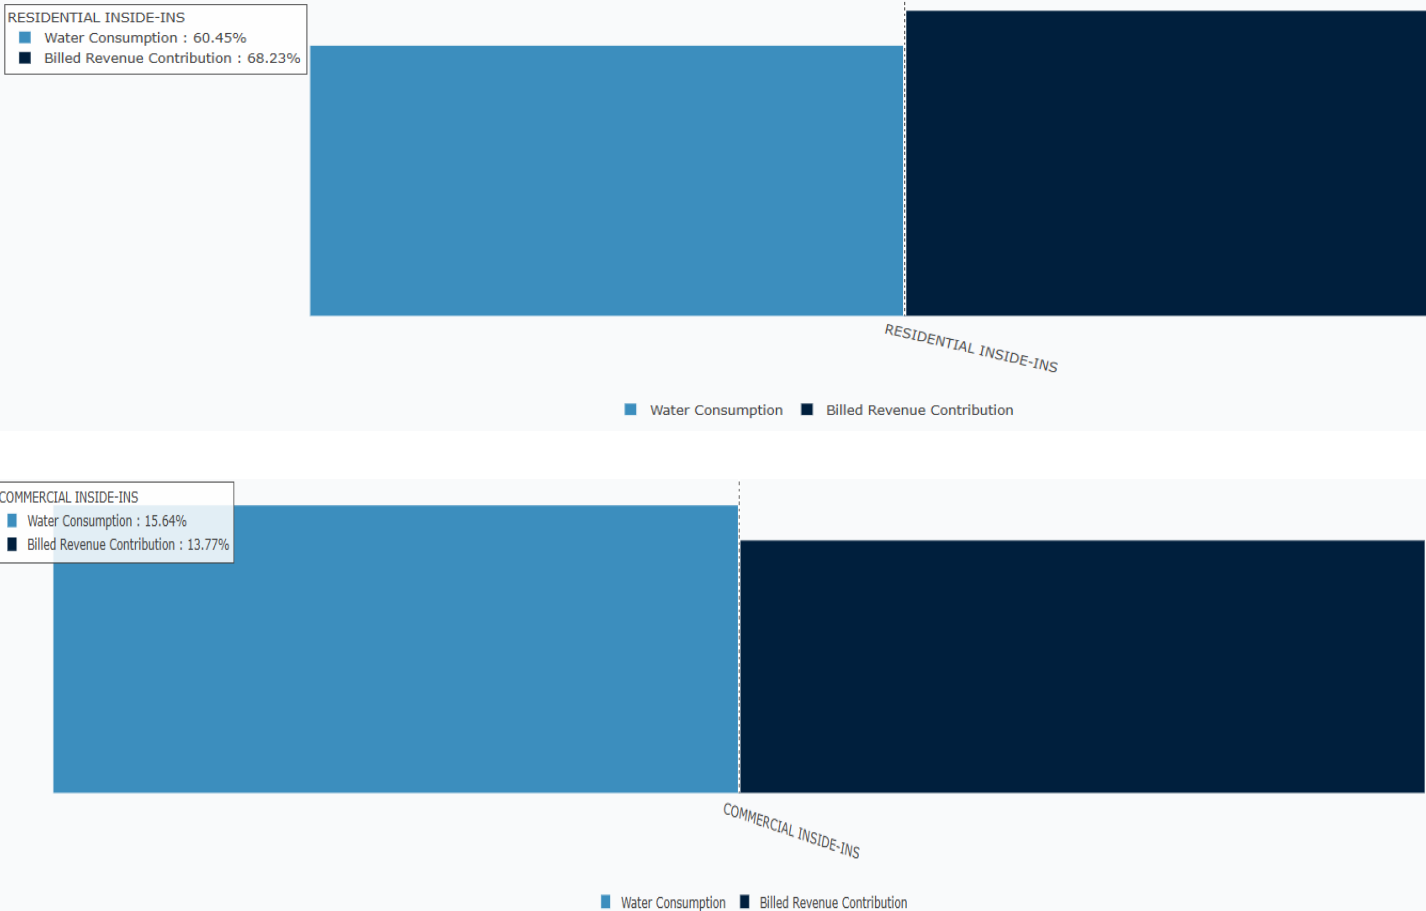 RESIDENTIAL INSIDE-INS
Water Consumption : 60.45%
Billed Revenue Contribution : 68.23%
RESIDENTIAL INSIDE-INS
Water Consumption
Billed Revenue Contribution
COMMERCIAL INSIDE-INS
Water Consumption : 15.64%
Billed Revenue Contribution : 13.77%
COMMERCIAL INSIDE-INS
Water Consumption
Billed Revenue Contribution